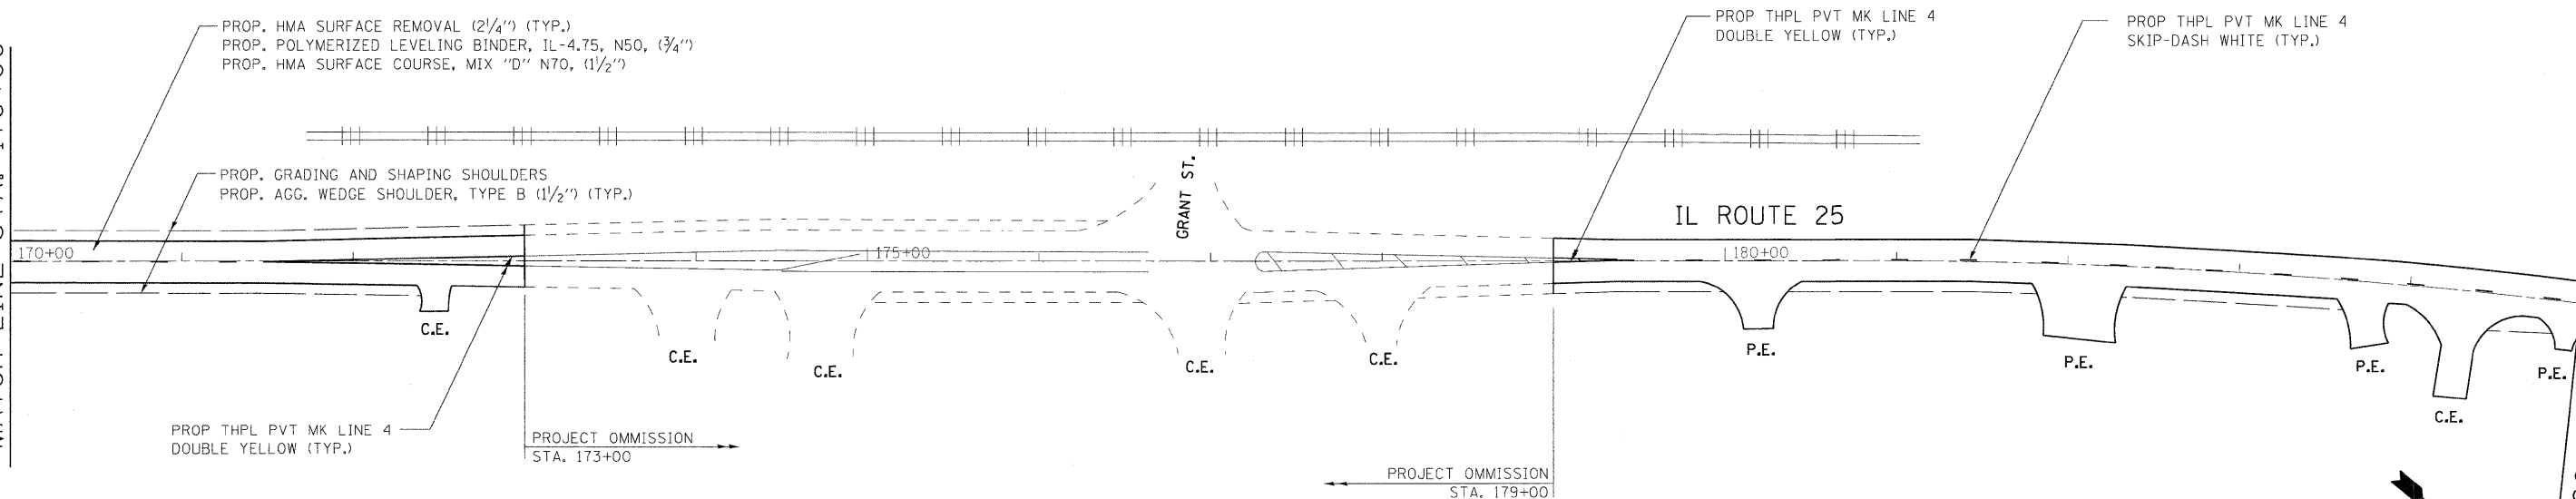 PROP. HMA SURFACE REMOVAL (2¼") (TYP.)
PROP. POLYMERIZED LEVELING BINDER, IL-4.75, N50, (¾")
PROP. HMA SURFACE COURSE, MIX "D" N70, (1½")
PROP THPL PVT MK LINE 4
DOUBLE YELLOW (TYP.)
PROP THPL PVT MK LINE 4
SKIP-DASH WHITE (TYP.)
PROP. GRADING AND SHAPING SHOULDERS
PROP. AGG. WEDGE SHOULDER, TYPE B (1½") (TYP.)
GRANT ST.
IL ROUTE 25
170+00
175+00
180+00
C.E.
C.E.
C.E.
C.E.
C.E.
P.E.
P.E.
P.E.
C.E.
P.E.
PROP THPL PVT MK LINE 4
DOUBLE YELLOW (TYP.)
PROJECT OMMISSION
STA. 173+00
PROJECT OMMISSION
STA. 179+00